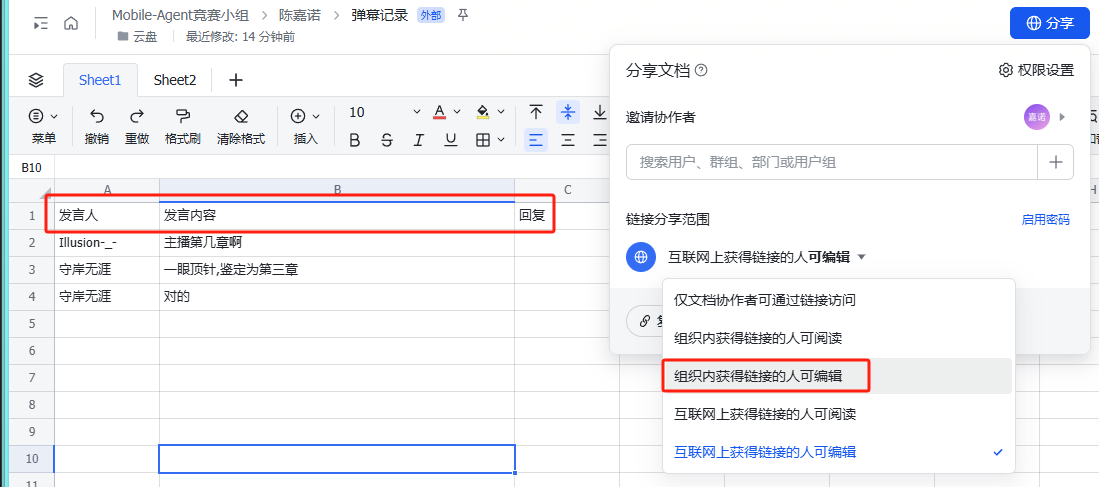 Mobile-Agent竞赛小组 > 陈嘉诺 > 弹幕记录 外部
云盘 最近修改: 14 分钟前
分享
Sheet1 Sheet2
10
菜单 撤销 重做 格式刷 清除格式 插入
B10
A B C H
1 发言人 发言内容 回复
2 Illusion-_- 主播第几章啊
3 守岸无涯 一眼顶针,鉴定为第三章
4 守岸无涯 对的
5
6
7
8
9
10
11
分享文档 权限设置
邀请协作者 嘉诺
搜索用户、群组、部门或用户组
链接分享范围 启用密码
互联网上获得链接的人可编辑
仅文档协作者可通过链接访问
组织内获得链接的人可阅读
组织内获得链接的人可编辑
互联网上获得链接的人可阅读
互联网上获得链接的人可编辑